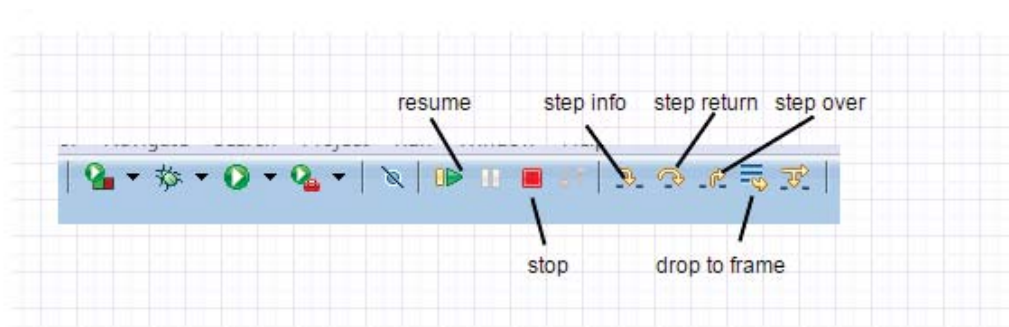 resume
step info
step return
step over
stop
drop to frame